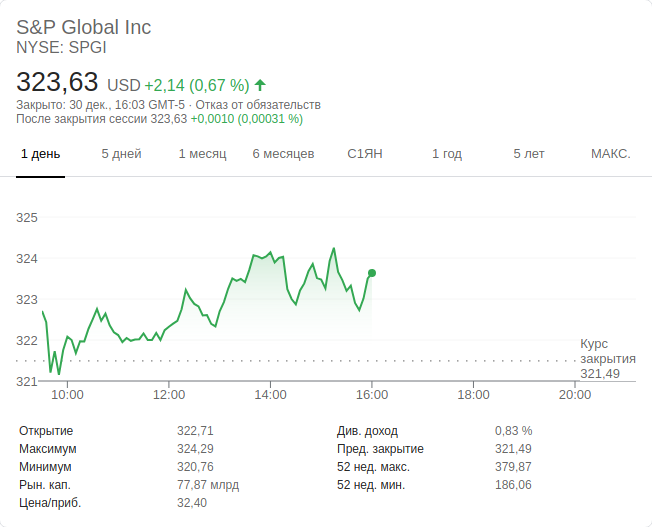 S&P Global Inc
NYSE: SPGI
323,63 USD +2,14 (0,67 %)
Закрыто: 30 дек., 16:03 GMT-5 · Отказ от обязательств
После закрытия сессии 323,63 +0,0010 (0,00031 %)
1 день 5 дней 1 месяц 6 месяцев С1ЯН 1 год 5 лет МАКС.
325
324
323
322
321
Курс
закрытия
321,49
10:00 12:00 14:00 16:00 18:00 20:00
Открытие 322,71 Див. доход 0,83 %
Максимум 324,29 Пред. закрытие 321,49
Минимум 320,76 52 нед. макс. 379,87
Рын. кап. 77,87 млрд 52 нед. мин. 186,06
Цена/приб. 32,40